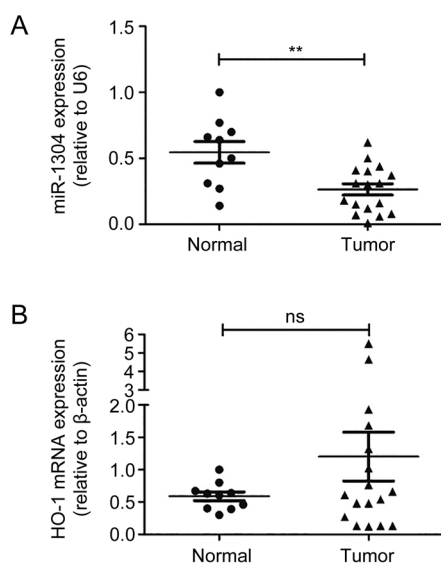 A
miR-1304 expression
(relative to U6)
1.5
1.0
0.5
0.0
**
Normal
Tumor
B
HO-1 mRNA expression
(relative to β-actin)
6
5
4
3
2.0
1.5
1.0
0.5
0.0
ns
Normal
Tumor